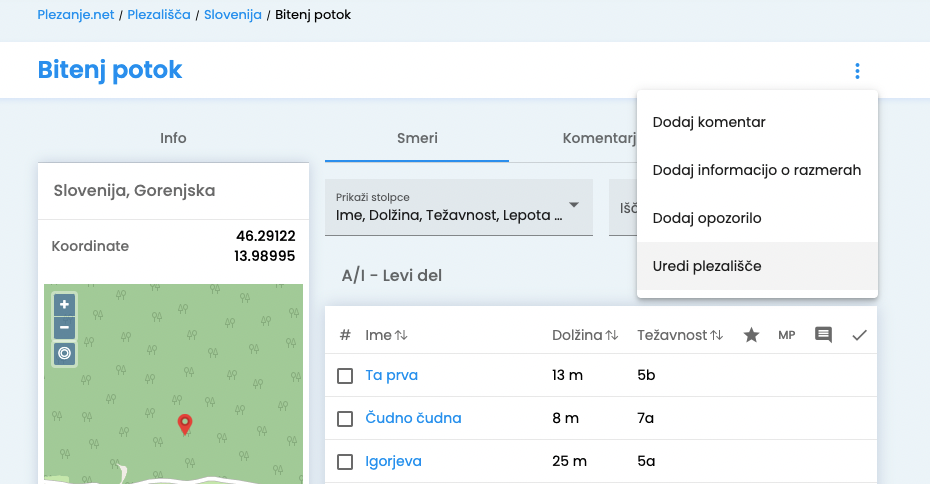 Plezanje.net / Plezališča / Slovenija / Bitenj potok
Bitenj potok
Dodaj komentar
Dodaj informacijo o razmerah
Dodaj opozorilo
Uredi plezališče
Info
Smeri
Komentarj
Slovenija, Gorenjska
Koordinate
46.29122
13.98995
+
−
Prikaži stolpce
Ime, Dolžina, Težavnost, Lepota ...
Išč
A/I - Levi del
# Ime Dolžina Težavnost MP
Ta prva 13 m 5b
Čudno čudna 8 m 7a
Igorjeva 25 m 5a